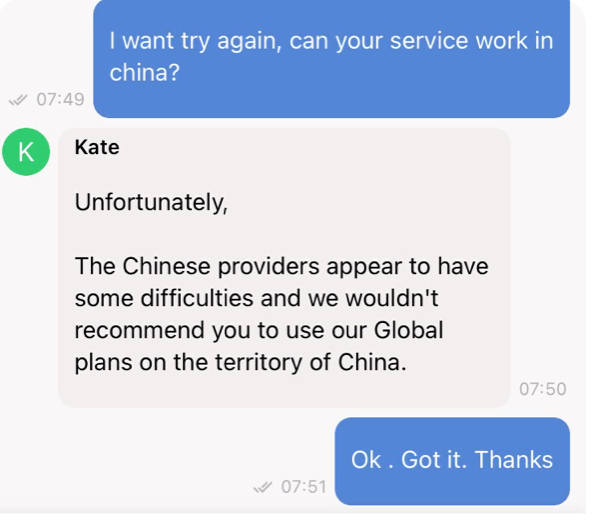 I want try again, can your service work in
china?
07:49
K
Kate
Unfortunately,
The Chinese providers appear to have
some difficulties and we wouldn't
recommend you to use our Global
plans on the territory of China.
07:50
Ok . Got it. Thanks
07:51